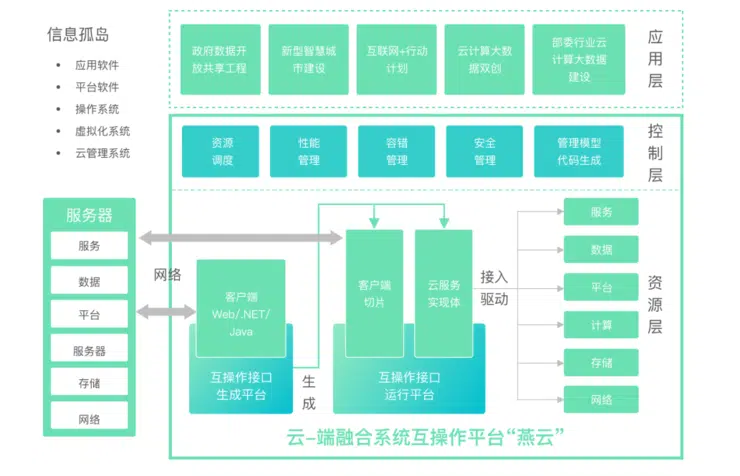 信息孤岛
应用软件
平台软件
操作系统
虚拟化系统
云管理系统
政府数据开
放共享工程
新型智慧城
市建设
互联网+行动
计划
云计算大数
据双创
部委行业云
计算大数据
建设
应用层
资源
调度
性能
管理
容错
管理
安全
管理
管理模型
代码生成
控制层
服务器
服务
数据
平台
服务器
存储
网络
网络
客户端
Web/.NET/
Java
互操作接口
生成平台
生成
客户端
切片
云服务
实现体
互操作接口
运行平台
接入
驱动
服务
数据
平台
计算
存储
网络
资源层
云-端融合系统互操作平台“燕云”